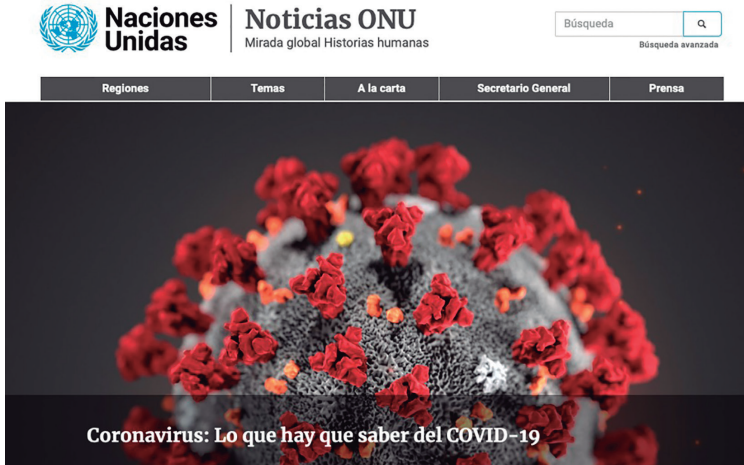 Naciones
Unidas
Noticias ONU
Mirada global Historias humanas
Búsqueda
Búsqueda avanzada
Regiones
Temas
A la carta
Secretario General
Prensa
Coronavirus: Lo que hay que saber del COVID-19